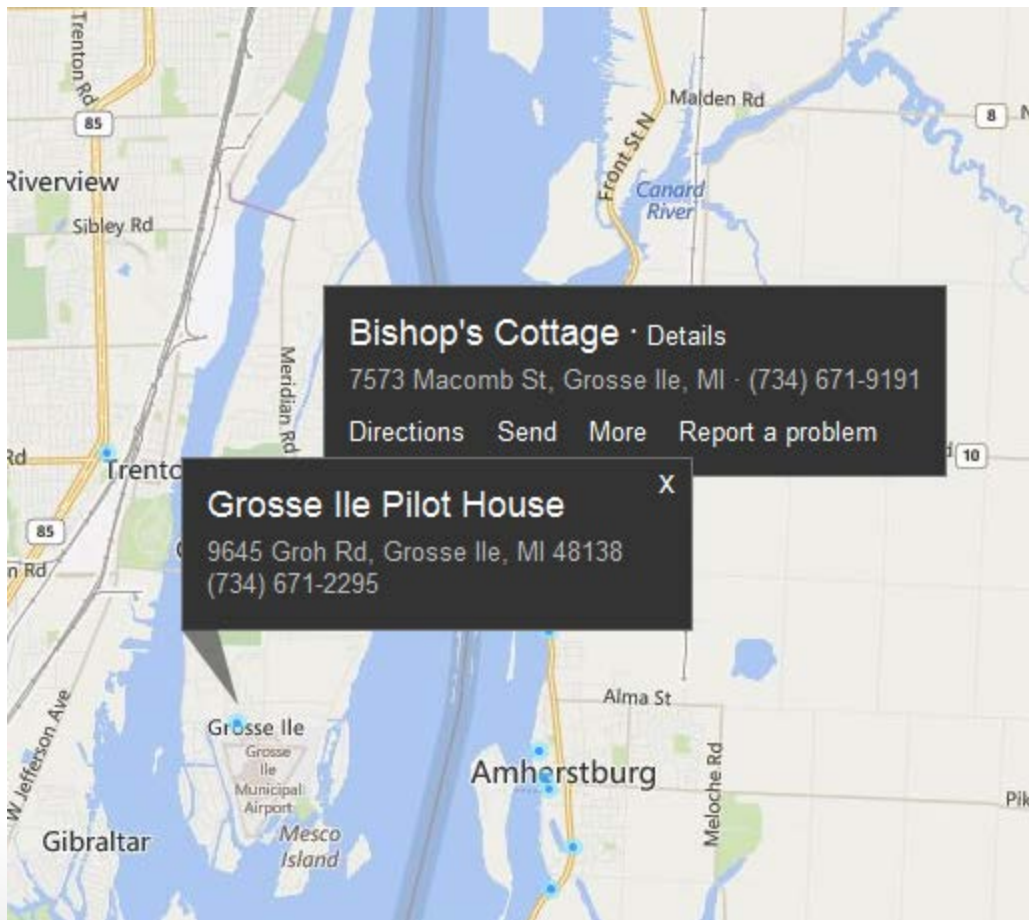 Trenton Rd
85
Malden Rd
8
Front St N
Riverview
Canard
River
Sibley Rd
Bishop's Cottage · Details
7573 Macomb St, Grosse Ile, MI · (734) 671-9191
Directions Send More Report a problem
Meridian Rd
Rd
10
Trento
Grosse Ile Pilot House
x
9645 Groh Rd, Grosse Ile, MI 48138
(734) 671-2295
85
n Rd
Alma St
W Jefferson Ave
Grosse Ile
Grosse
Ile
Municipal
Airport
Amherstburg
Meloche Rd
Pik
Gibraltar
Mesco
Island